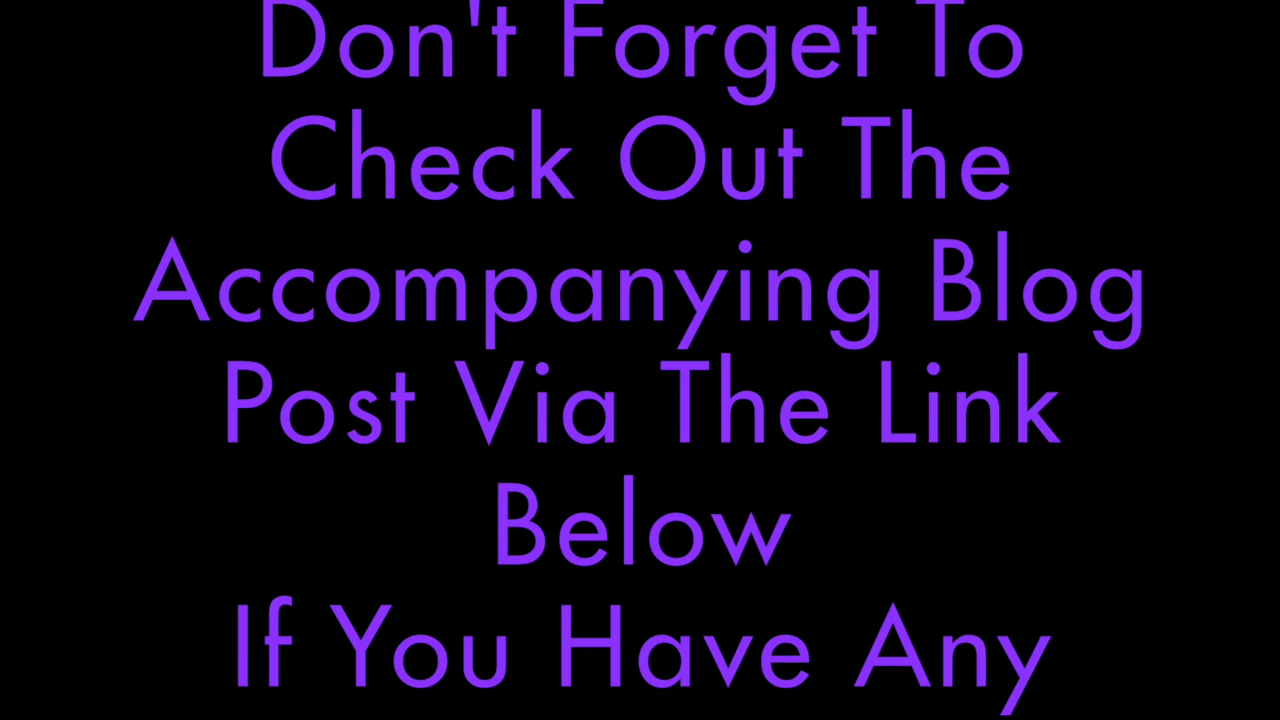 Don't Forget To
Check Out The
Accompanying Blog
Post Via The Link
Below
If You Have Any